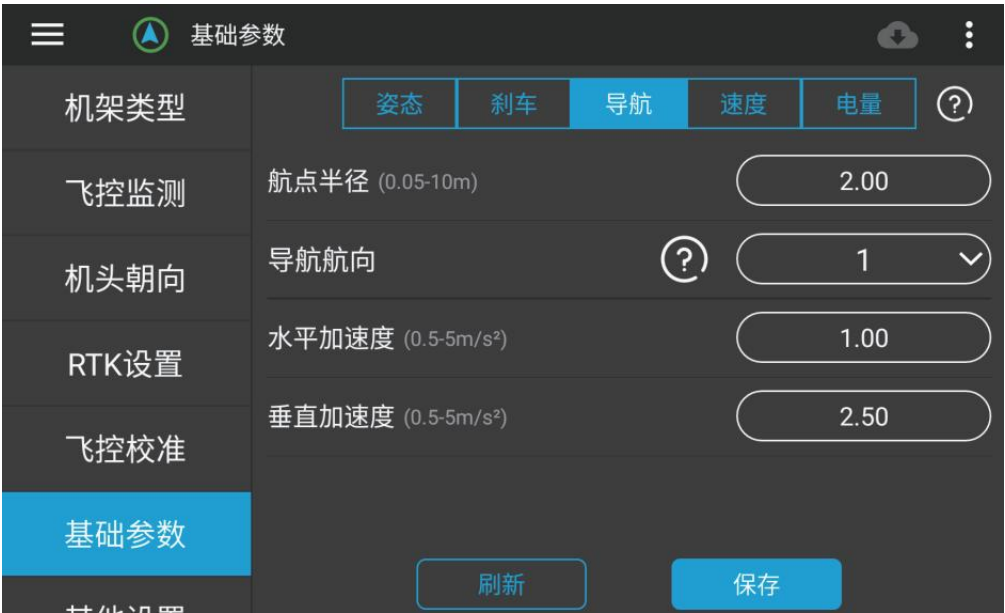 基础参数
机架类型
飞控监测
机头朝向
RTK设置
飞控校准
基础参数
姿态 刹车 导航 速度 电量 ?
航点半径 (0.05-10m) 2.00
导航航向 ? 1
水平加速度 (0.5-5m/s²) 1.00
垂直加速度 (0.5-5m/s²) 2.50
刷新 保存